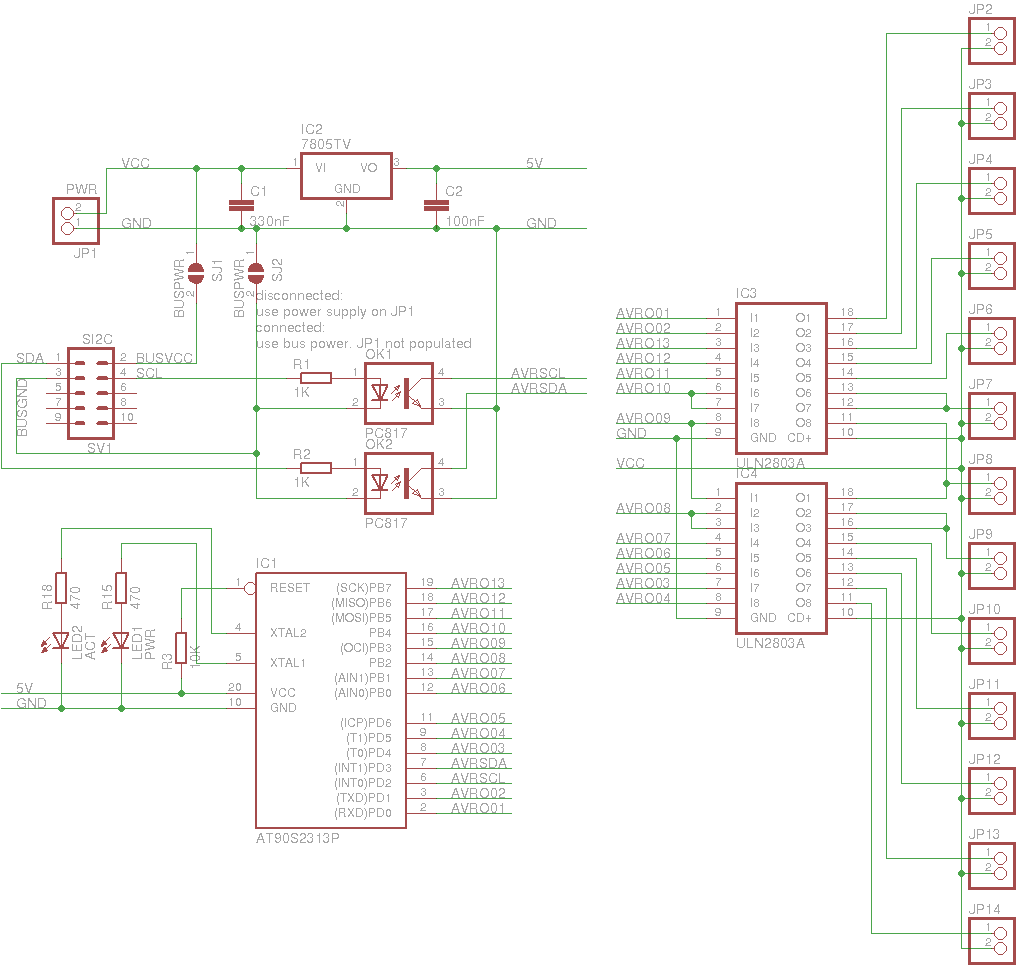 IC2
7805TV
1
VI
VO
3
GND
2
VCC
5V
C1
330nF
C2
100nF
PWR
2
1
JP1
GND
GND
BUSPWR
1
2
SJ1
BUSPWR
1
2
SJ2
disconnected:
use power supply on JP1
connected:
use bus power. JP1 not populated
SI2C
SDA
1
2
BUSVCC
3
4
SCL
5
6
7
8
9
10
BUSGND
SV1
R1
1K
OK1
1
4
2
3
PC817
AVRSCL
AVRSDA
R2
1K
OK2
1
4
2
3
PC817
R18
470
R15
470
LED2
ACT
LED1
PWR
R3
10K
5V
GND
IC1
1
RESET
4
XTAL2
5
XTAL1
20
VCC
10
GND
(SCK)PB7
19
AVRO13
(MISO)PB6
18
AVRO12
(MOSI)PB5
17
AVRO11
PB4
16
AVRO10
(OCI)PB3
15
AVRO09
PB2
14
AVRO08
(AIN1)PB1
13
AVRO07
(AIN0)PB0
12
AVRO06
(ICP)PD6
11
AVRO05
(T1)PD5
9
AVRO04
(T0)PD4
8
AVRO03
(INT1)PD3
7
AVRSDA
(INT0)PD2
6
AVRSCL
(TXD)PD1
3
AVRO02
(RXD)PD0
2
AVRO01
AT90S2313P
IC3
AVRO01
1
I1
O1
18
AVRO02
2
I2
O2
17
AVRO13
3
I3
O3
16
AVRO12
4
I4
O4
15
AVRO11
5
I5
O5
14
AVRO10
6
I6
O6
13
7
I7
O7
12
AVRO09
8
I8
O8
11
GND
9
GND
CD+
10
ULN2803A
VCC
IC4
1
I1
O1
18
AVRO08
2
I2
O2
17
3
I3
O3
16
AVRO07
4
I4
O4
15
AVRO06
5
I5
O5
14
AVRO05
6
I6
O6
13
AVRO03
7
I7
O7
12
AVRO04
8
I8
O8
11
9
GND
CD+
10
ULN2803A
JP2
1
2
JP3
1
2
JP4
1
2
JP5
1
2
JP6
1
2
JP7
1
2
JP8
1
2
JP9
1
2
JP10
1
2
JP11
1
2
JP12
1
2
JP13
1
2
JP14
1
2